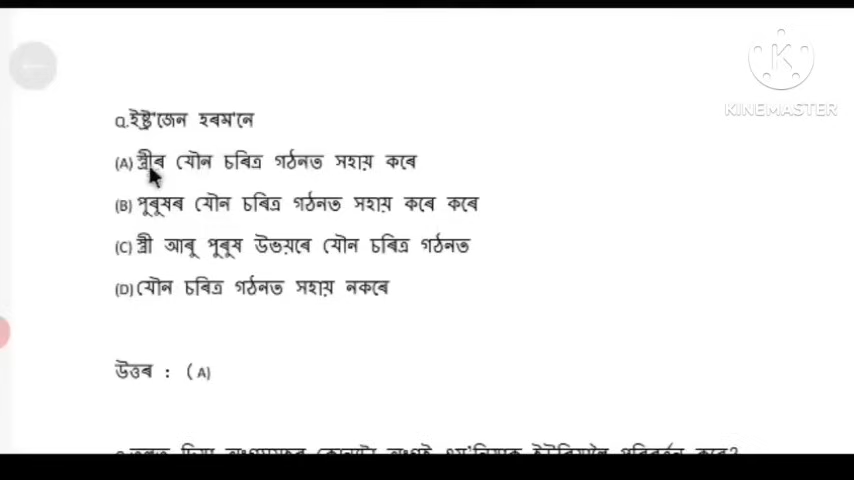 KINEMASTER
Q.ইষ্ট্ৰ'জেন হৰম'নে
(A) স্ত্ৰীৰ যৌন চৰিত্ৰ গঠনত সহায় কৰে
(B) পুৰুষৰ যৌন চৰিত্ৰ গঠনত সহায় কৰে কৰে
(C) স্ত্ৰী আৰু পুৰুষ উভয়ৰে যৌন চৰিত্ৰ গঠনত
(D) যৌন চৰিত্ৰ গঠনত সহায় নকৰে
উত্তৰ : ( A)